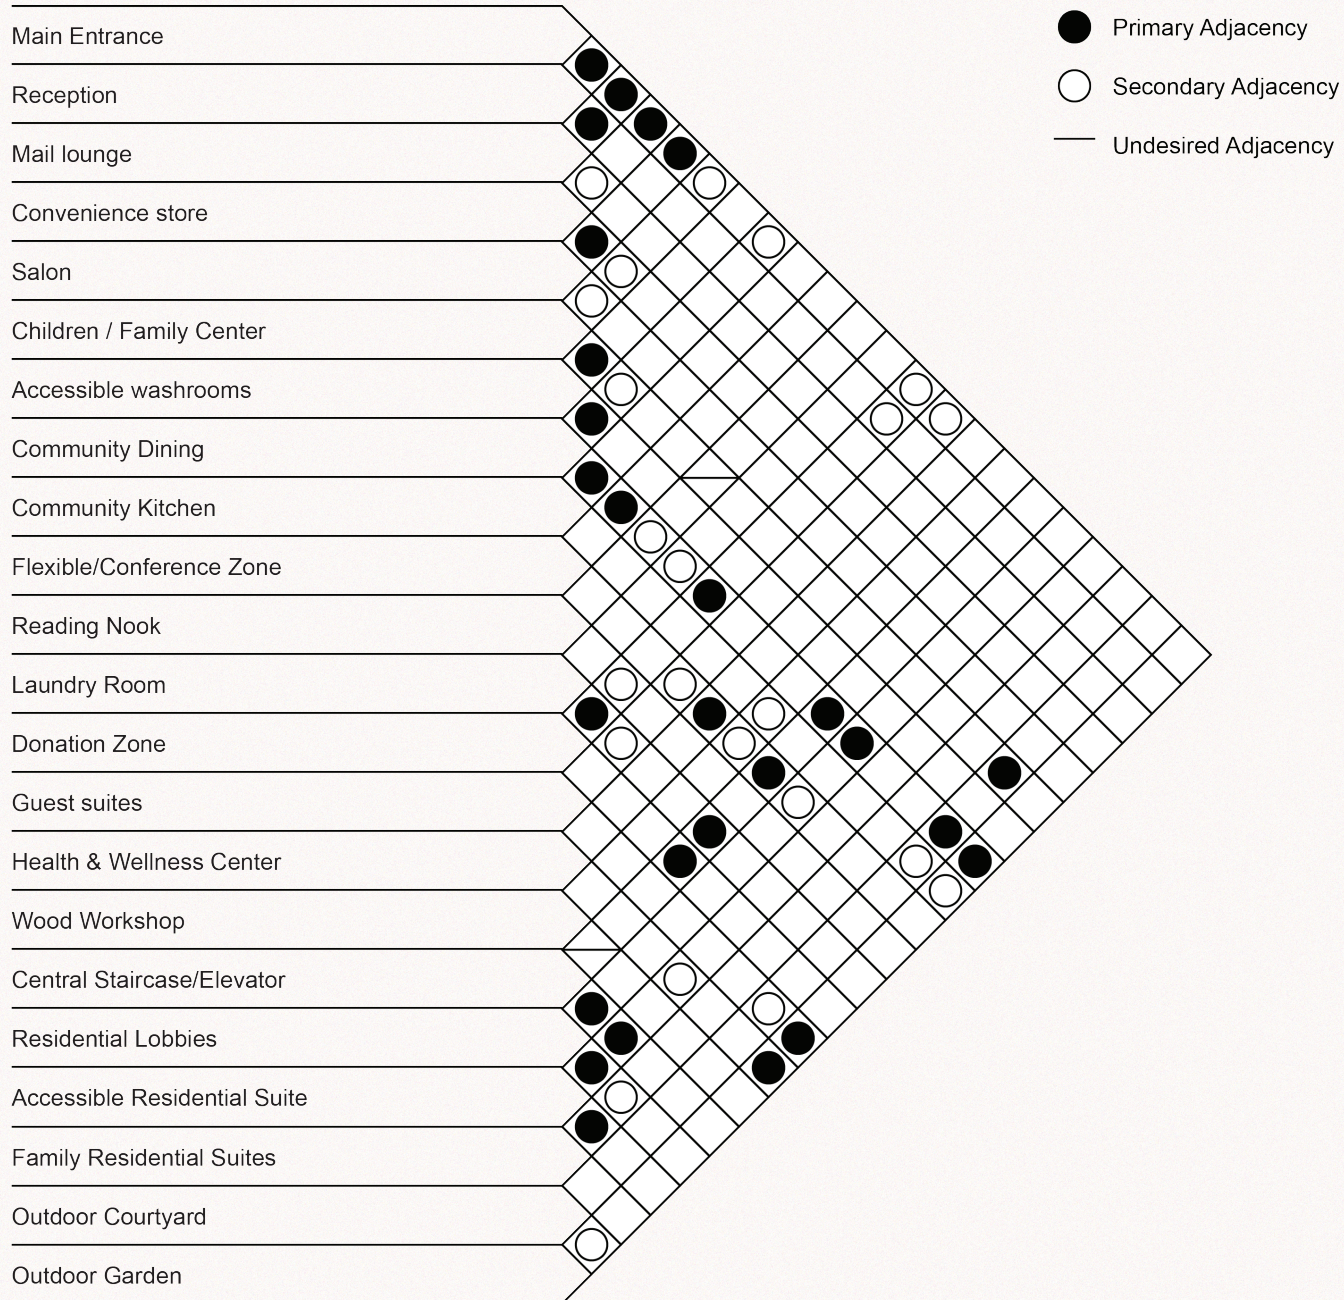 Main Entrance
Reception
Mail lounge
Convenience store
Salon
Children / Family Center
Accessible washrooms
Community Dining
Community Kitchen
Flexible/Conference Zone
Reading Nook
Laundry Room
Donation Zone
Guest suites
Health & Wellness Center
Wood Workshop
Central Staircase/Elevator
Residential Lobbies
Accessible Residential Suite
Family Residential Suites
Outdoor Courtyard
Outdoor Garden
Primary Adjacency
Secondary Adjacency
Undesired Adjacency